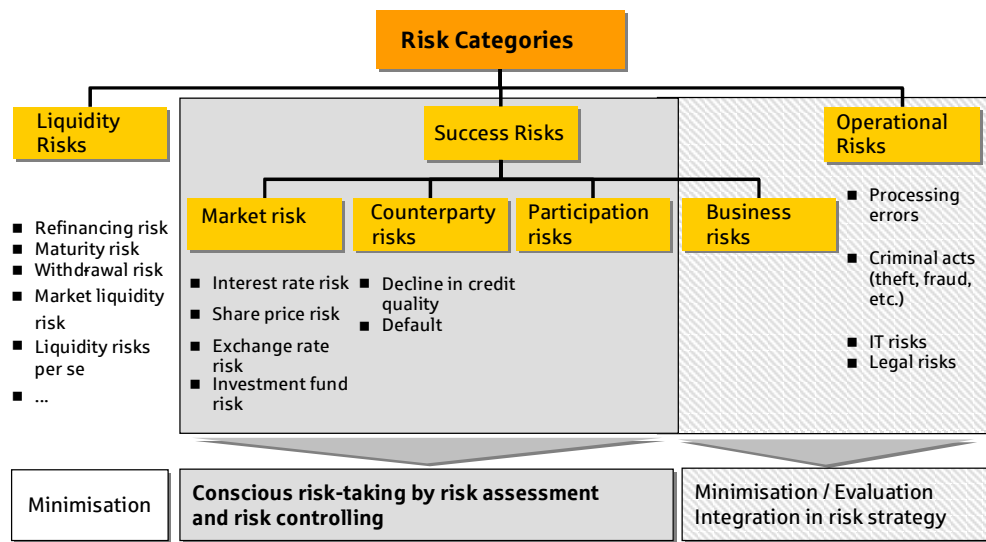 Risk Categories
Liquidity
Risks
Success Risks
Operational
Risks
Market risk
Counterparty
risks
Participation
risks
Business
risks
■ Refinancing risk
■ Maturity risk
■ Withdrawal risk
■ Market liquidity
risk
■ Liquidity risks
per se
■ ...
■ Interest rate risk
■ Share price risk
■ Exchange rate
risk
■ Investment fund
risk
■ Decline in credit
quality
■ Default
■ Processing
errors
■ Criminal acts
(theft, fraud,
etc.)
■ IT risks
■ Legal risks
Minimisation
Conscious risk-taking by risk assessment
and risk controlling
Minimisation / Evaluation
Integration in risk strategy